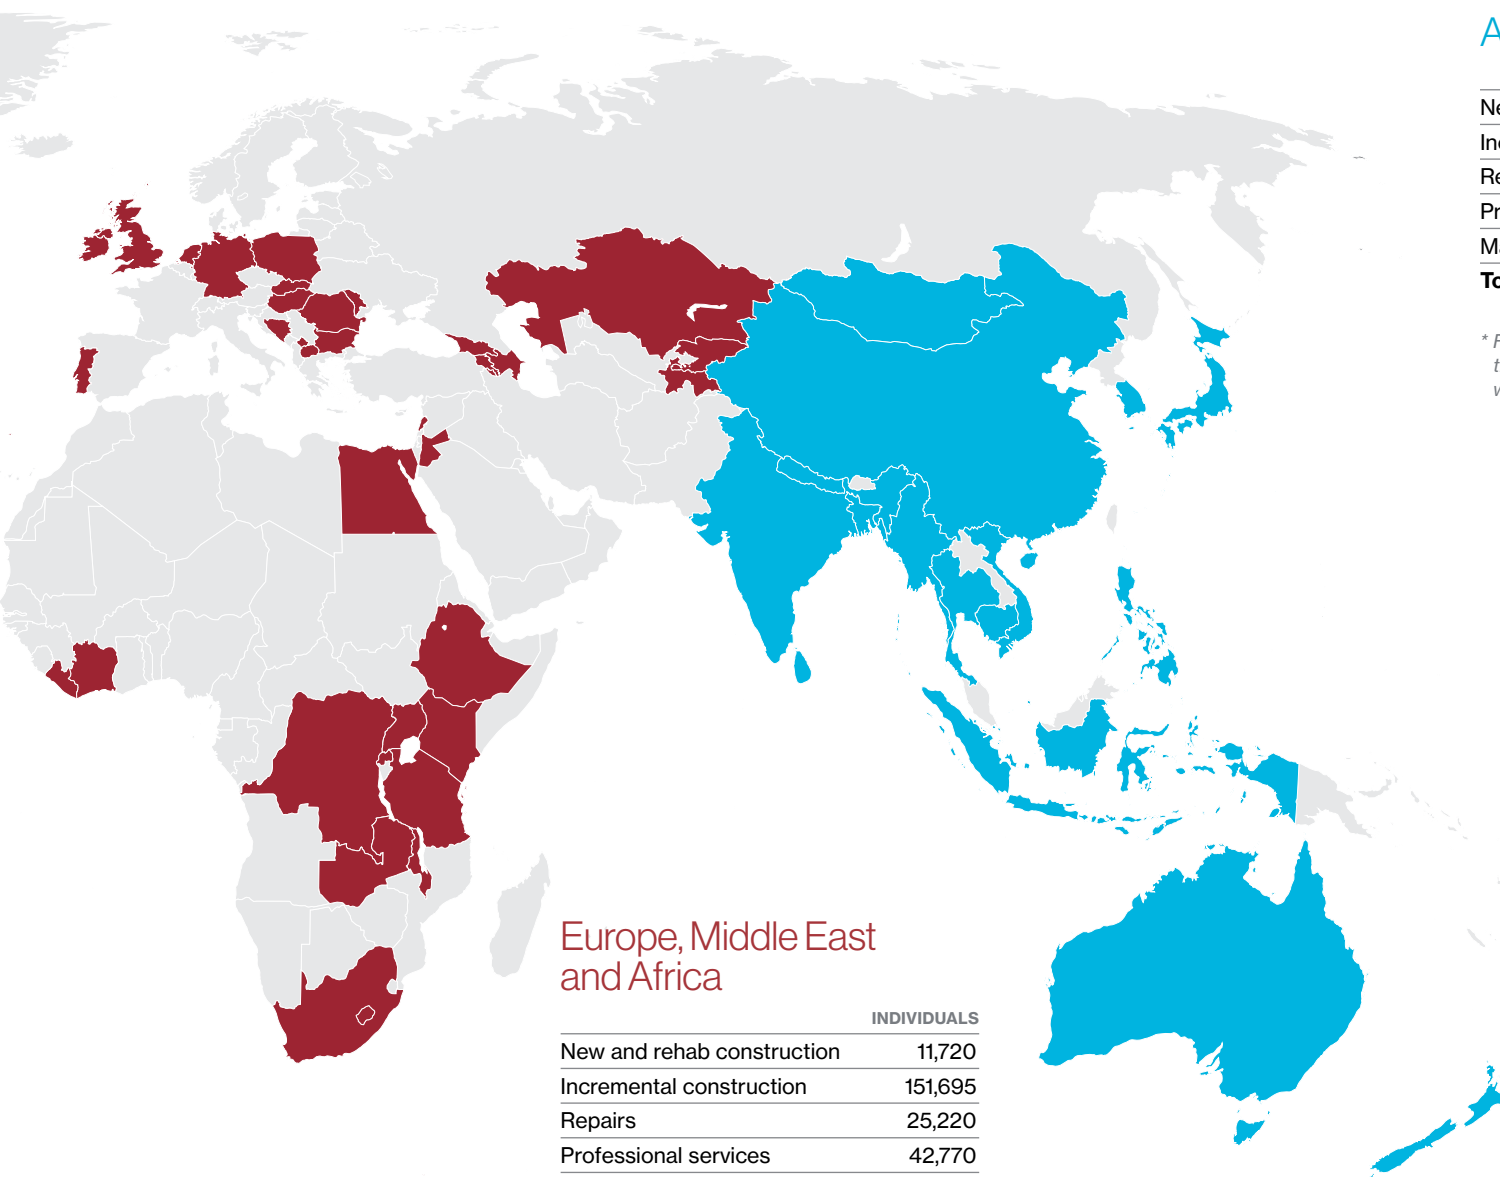 Europe, Middle East
and Africa
INDIVIDUALS
New and rehab construction 11,720
Incremental construction 151,695
Repairs 25,220
Professional services 42,770